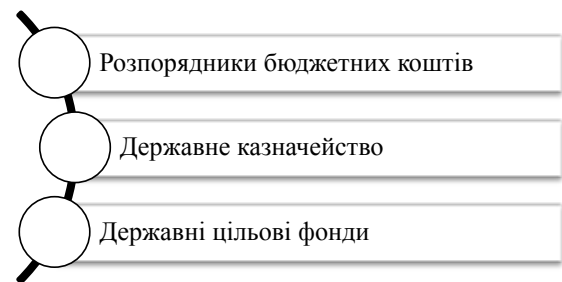 Розпорядники бюджетних коштів
Державне казначейство
Державні цільові фонди